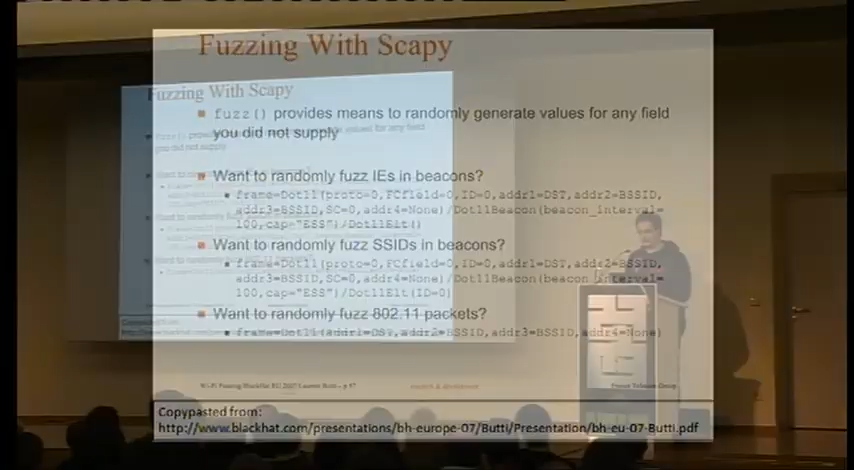 Fuzzing With Scapy
fuzz() provides means to randomly generate values for any field
you did not supply
Want to randomly fuzz IEs in beacons?
frame=Dot11(proto=0,FCfield=0,ID=0,addr1=DST,addr2=BSSID,
addr3=BSSID,SC=0,addr4=None)/Dot11Beacon(beacon_interval=
100,cap="ESS")/Dot11Elt()
Want to randomly fuzz SSIDs in beacons?
frame=Dot11(proto=0,FCfield=0,ID=0,addr1=DST,addr2=BSSID,
addr3=BSSID,SC=0,addr4=None)/Dot11Beacon(beacon_interval=
100,cap="ESS")/Dot11Elt(ID=0)
Want to randomly fuzz 802.11 packets?
frame=Dot11(addr1=DST,addr2=BSSID,addr3=BSSID,addr4=None)
Copypasted from:
http://www.blackhat.com/presentations/bh-europe-07/Butti/Presentation/bh-eu-07-Butti.pdf
Fuzzing With Scapy